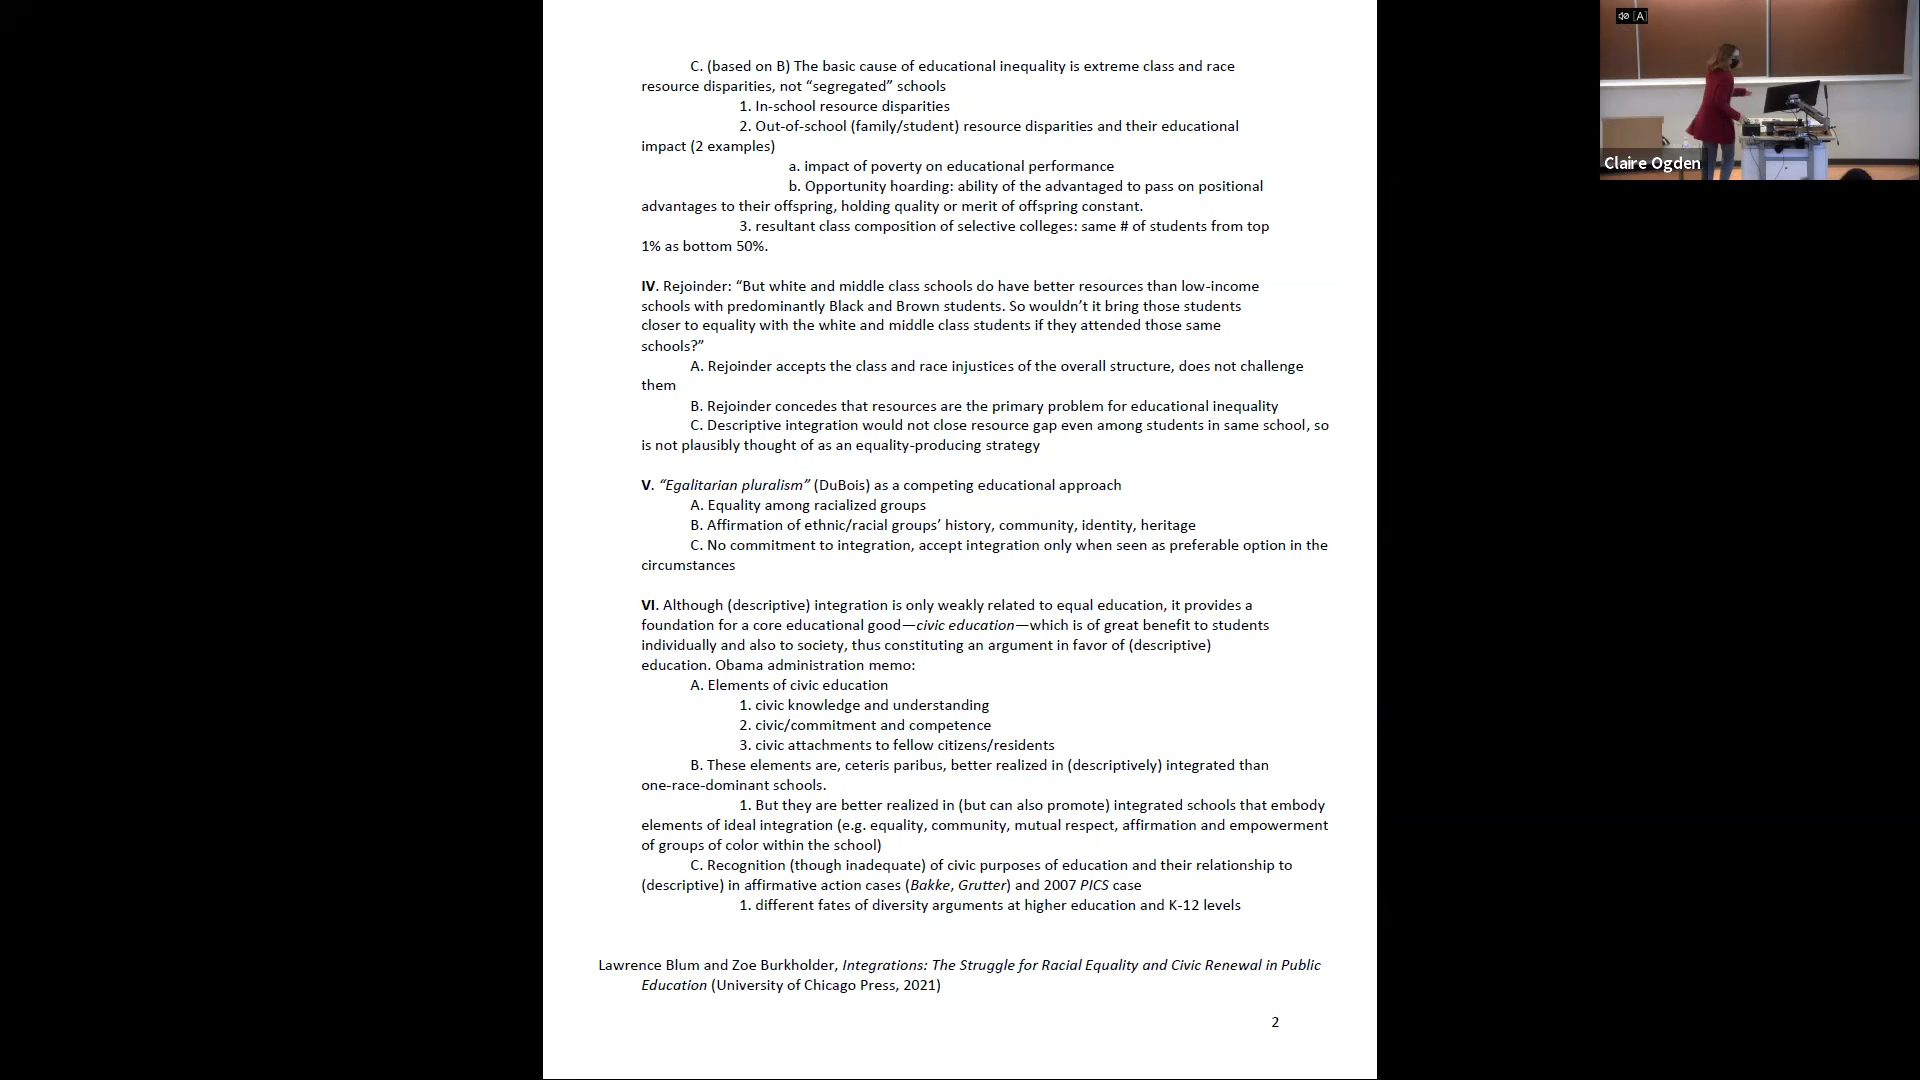 C. (based on B) The basic cause of educational inequality is extreme class and race
resource disparities, not “segregated” schools
1. In-school resource disparities
2. Out-of-school (family/student) resource disparities and their educational
impact (2 examples)
a. impact of poverty on educational performance
b. Opportunity hoarding: ability of the advantaged to pass on positional
advantages to their offspring, holding quality or merit of offspring constant.
3. resultant class composition of selective colleges: same # of students from top
1% as bottom 50%.
IV. Rejoinder: “But white and middle class schools do have better resources than low-income
schools with predominantly Black and Brown students. So wouldn’t it bring those students
closer to equality with the white and middle class students if they attended those same
schools?”
A. Rejoinder accepts the class and race injustices of the overall structure, does not challenge
them
B. Rejoinder concedes that resources are the primary problem for educational inequality
C. Descriptive integration would not close resource gap even among students in same school, so
is not plausibly thought of as an equality-producing strategy
V. “Egalitarian pluralism” (DuBois) as a competing educational approach
A. Equality among racialized groups
B. Affirmation of ethnic/racial groups’ history, community, identity, heritage
C. No commitment to integration, accept integration only when seen as preferable option in the
circumstances
VI. Although (descriptive) integration is only weakly related to equal education, it provides a
foundation for a core educational good—civic education—which is of great benefit to students
individually and also to society, thus constituting an argument in favor of (descriptive)
education. Obama administration memo:
A. Elements of civic education
1. civic knowledge and understanding
2. civic/commitment and competence
3. civic attachments to fellow citizens/residents
B. These elements are, ceteris paribus, better realized in (descriptively) integrated than
one-race-dominant schools.
1. But they are better realized in (but can also promote) integrated schools that embody
elements of ideal integration (e.g. equality, community, mutual respect, affirmation and empowerment
of groups of color within the school)
C. Recognition (though inadequate) of civic purposes of education and their relationship to
(descriptive) in affirmative action cases (Bakke, Grutter) and 2007 PICS case
1. different fates of diversity arguments at higher education and K-12 levels
Lawrence Blum and Zoe Burkholder, Integrations: The Struggle for Racial Equality and Civic Renewal in Public
Education (University of Chicago Press, 2021)
2
[A]
Claire Ogden